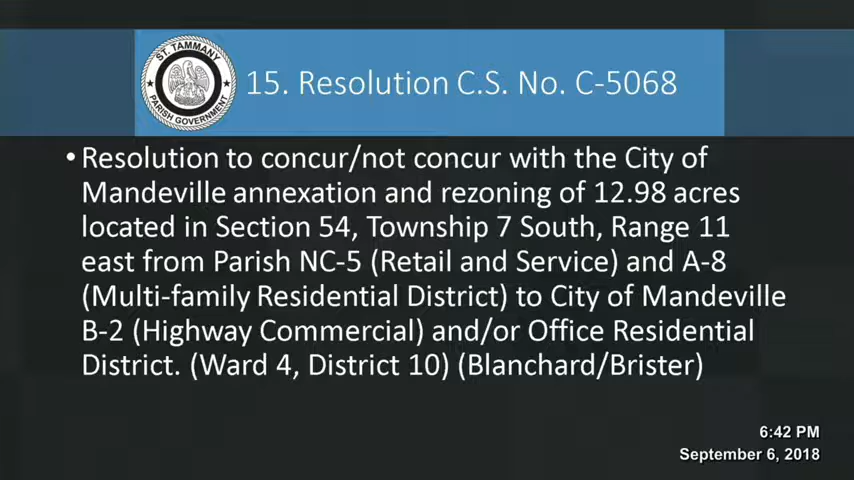 ST. TAMMANY
PARISH GOVERNMENT
15. Resolution C.S. No. C-5068
• Resolution to concur/not concur with the City of
Mandeville annexation and rezoning of 12.98 acres
located in Section 54, Township 7 South, Range 11
east from Parish NC-5 (Retail and Service) and A-8
(Multi-family Residential District) to City of Mandeville
B-2 (Highway Commercial) and/or Office Residential
District. (Ward 4, District 10) (Blanchard/Brister)
6:42 PM
September 6, 2018